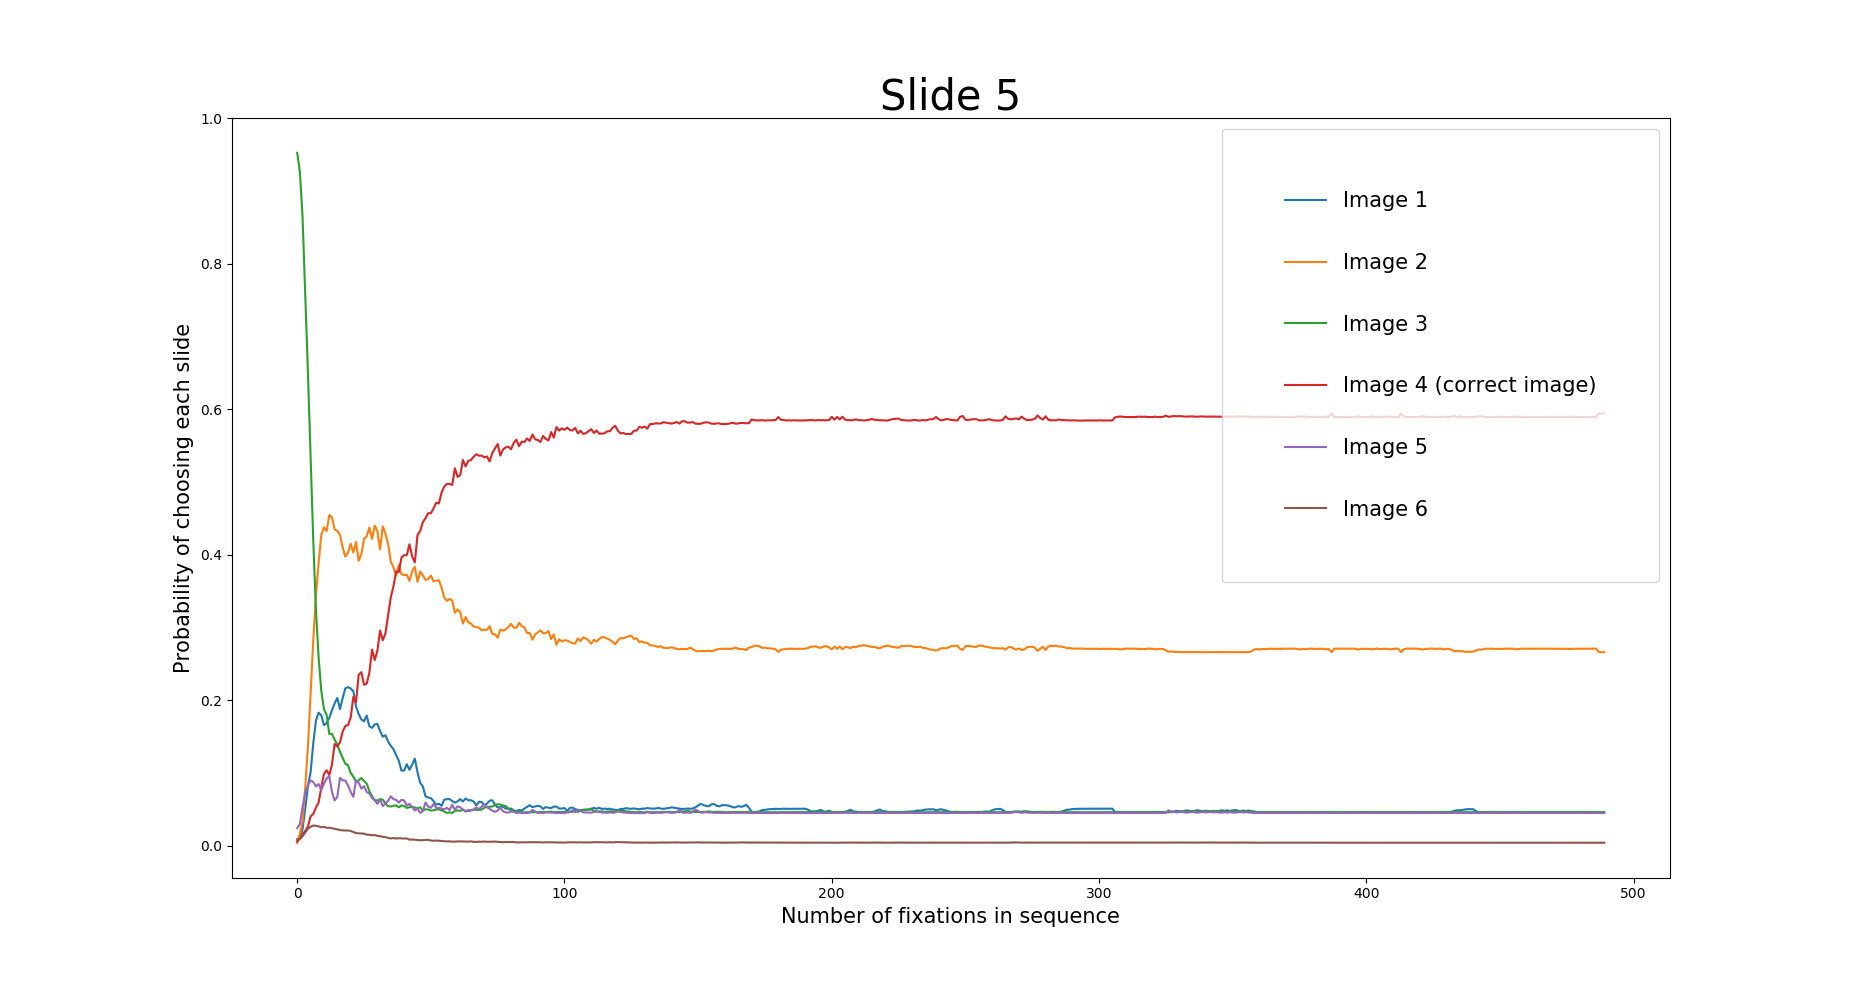 Slide 5
1.0
0.8
0.6
0.4
0.2
0.0
Probability of choosing each slide
Image 1
Image 2
Image 3
Image 4 (correct image)
Image 5
Image 6
0 100 200 300 400 500
Number of fixations in sequence